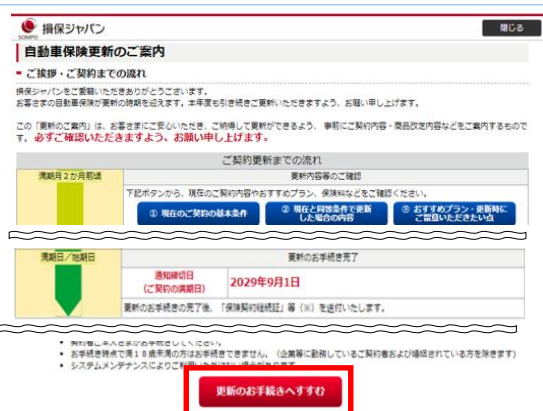 損保ジャパン
SOMPO
閉じる
自動車保険更新のご案内
ご挨拶・ご契約までの流れ
損保ジャパンをご愛顧いただきありがとうございます。
お客さまの自動車保険が更新の時期を迎えます。本年度も引き続きご更新いただきますよう、お願い申し上げます。
この「更新のご案内」は、お客さまにご安心いただき、ご納得して更新ができるよう、 事前にご契約内容・商品改定内容などをご案内するもので
す。必ずご確認いただきますよう、お願い申し上げます。
ご契約更新までの流れ
満期月2か月前頃
更新内容等のご確認
下記ボタンから、現在のご契約内容やおすすめプラン、保険料などをご確認ください。
① 現在のご契約の基本条件
② 現在と同等条件で更新
した場合の内容
③ おすすめプラン・更新時に
ご留意いただきたい点
満期日/始期日
更新のお手続き完了
通知締切日
(ご契約の満期日)
2029年9月1日
更新のお手続きの完了後、「保険契約継続証」等(※)を送付いたします。
契約者ご本人さまがお手続きしてください。
お手続き時点で満18歳未満の方はお手続きできません。(企業等に勤務しているご契約者および婚姻されている方を除きます)
システムメンテナンスによりご利用いただけない場合があります
更新のお手続きへすすむ